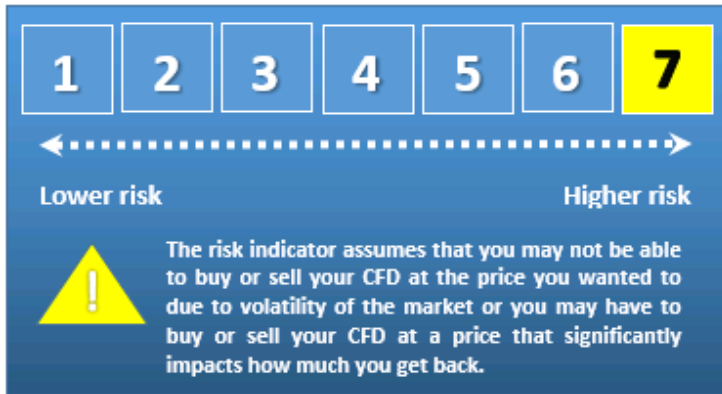 1 2 3 4 5 6 7
Lower risk Higher risk
!
The risk indicator assumes that you may not be able
to buy or sell your CFD at the price you wanted to
due to volatility of the market or you may have to
buy or sell your CFD at a price that significantly
impacts how much you get back.